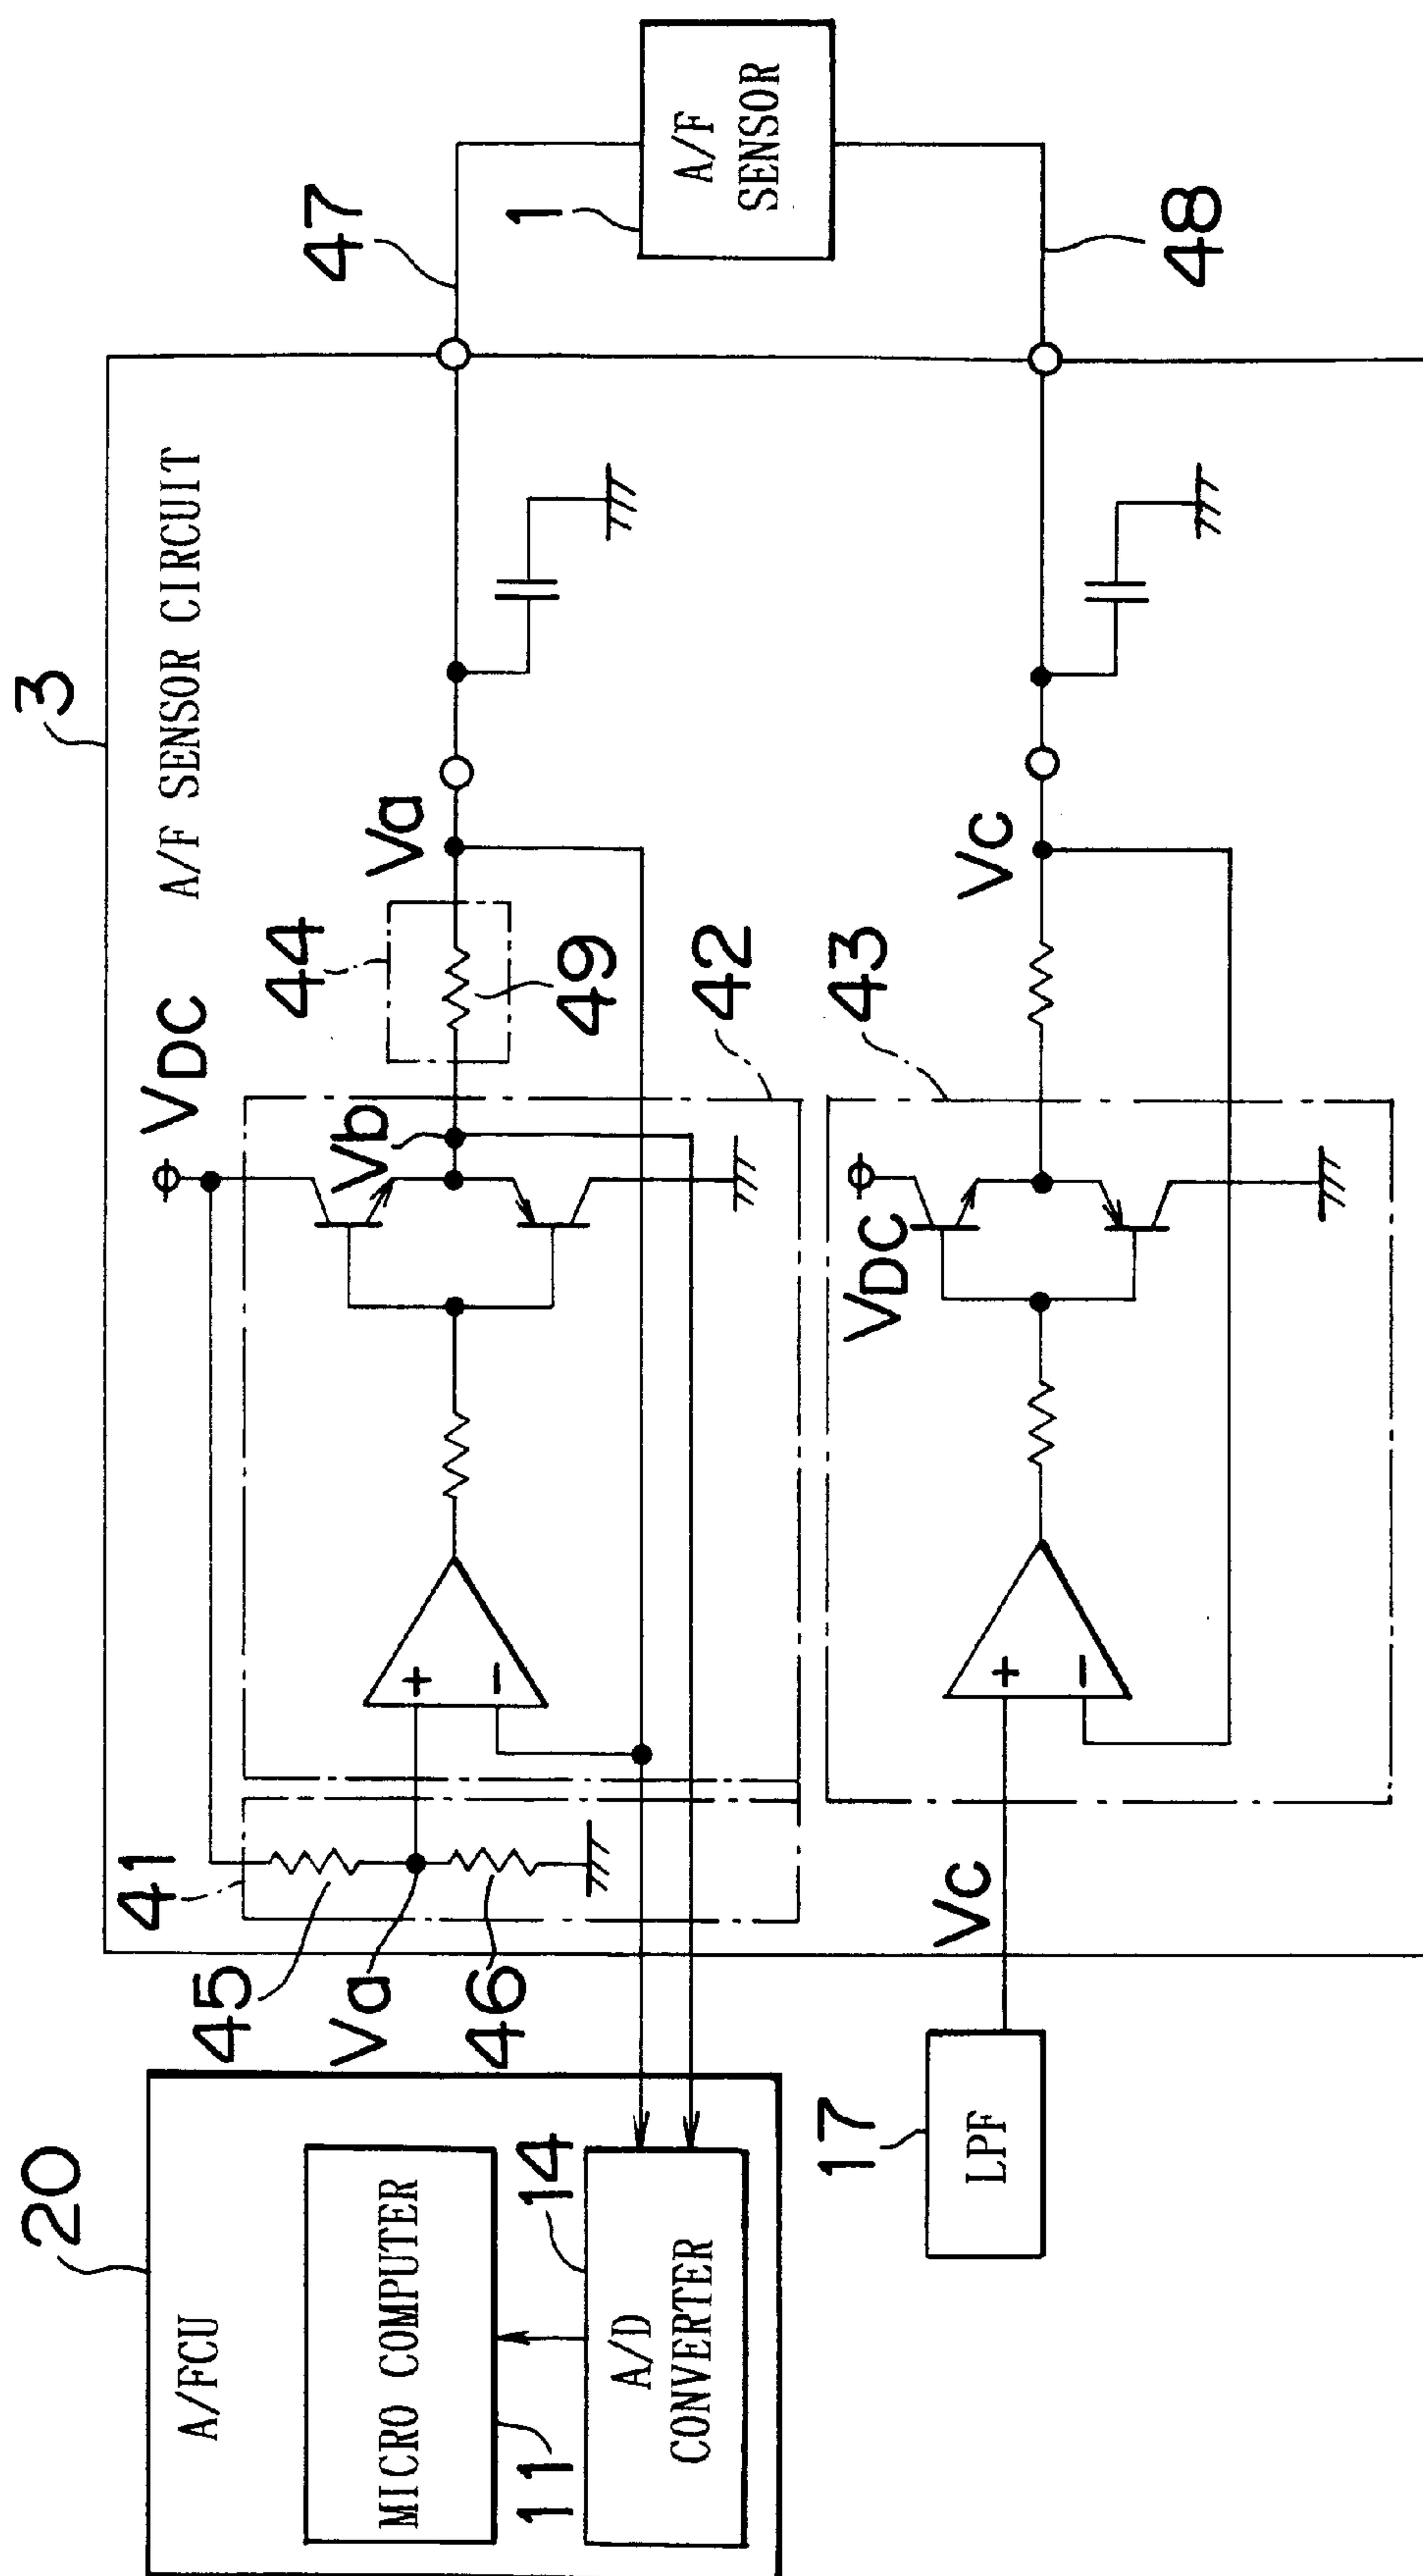 20
A/FCU
MICRO COMPUTER
11
14
A/D
CONVERTER
17
LPF
3
A/F SENSOR CIRCUIT
41
45
Va
46
Vc
VDC
44
Vb
49
Va
42
+
−
VDC
43
Vc
+
−
47
1
A/F
SENSOR
48